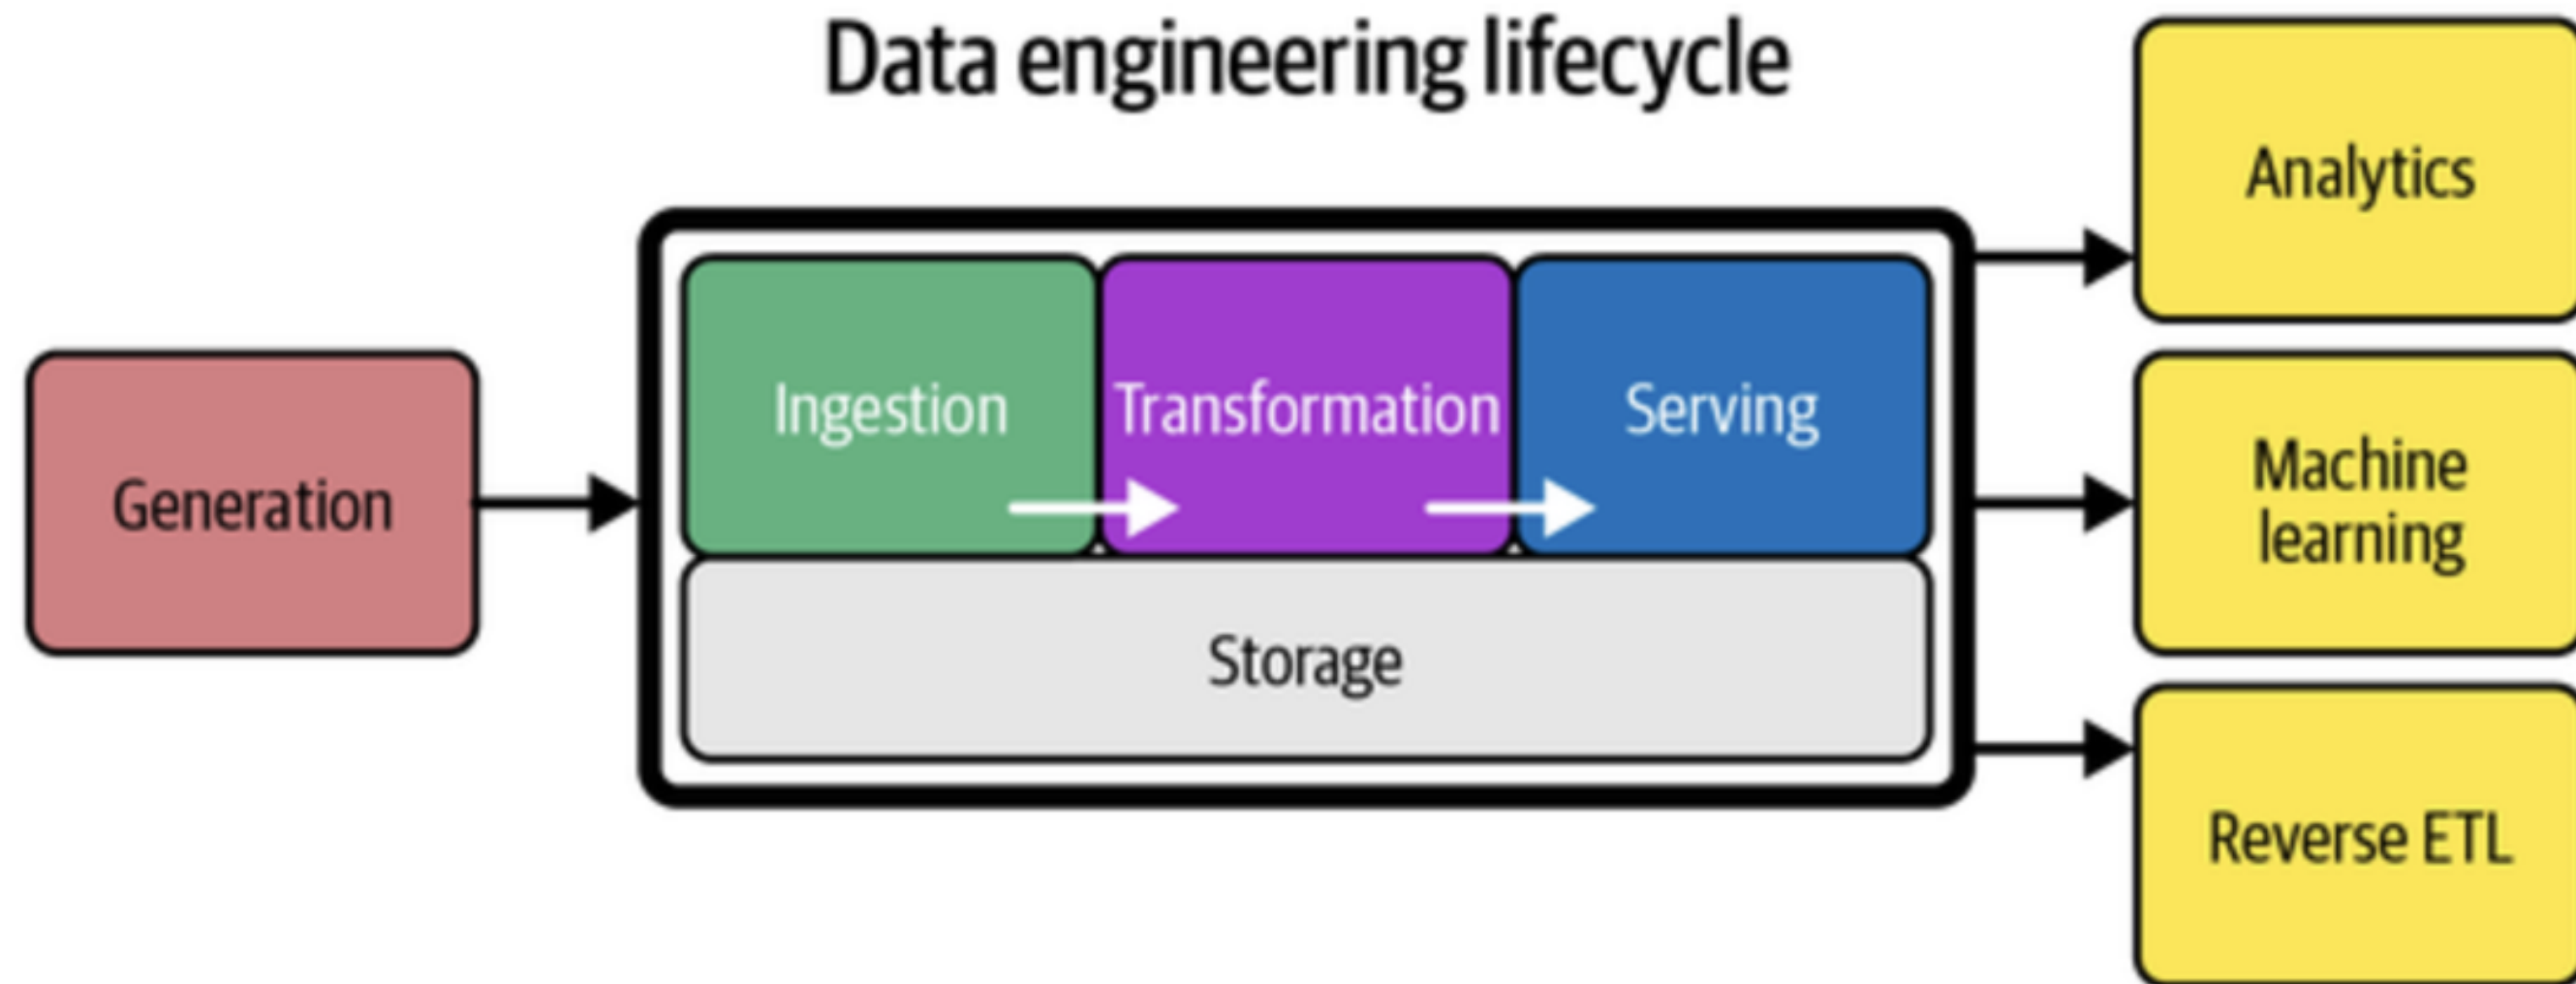 Data engineering lifecycle
Generation
Ingestion
Transformation
Serving
Storage
Analytics
Machine
learning
Reverse ETL